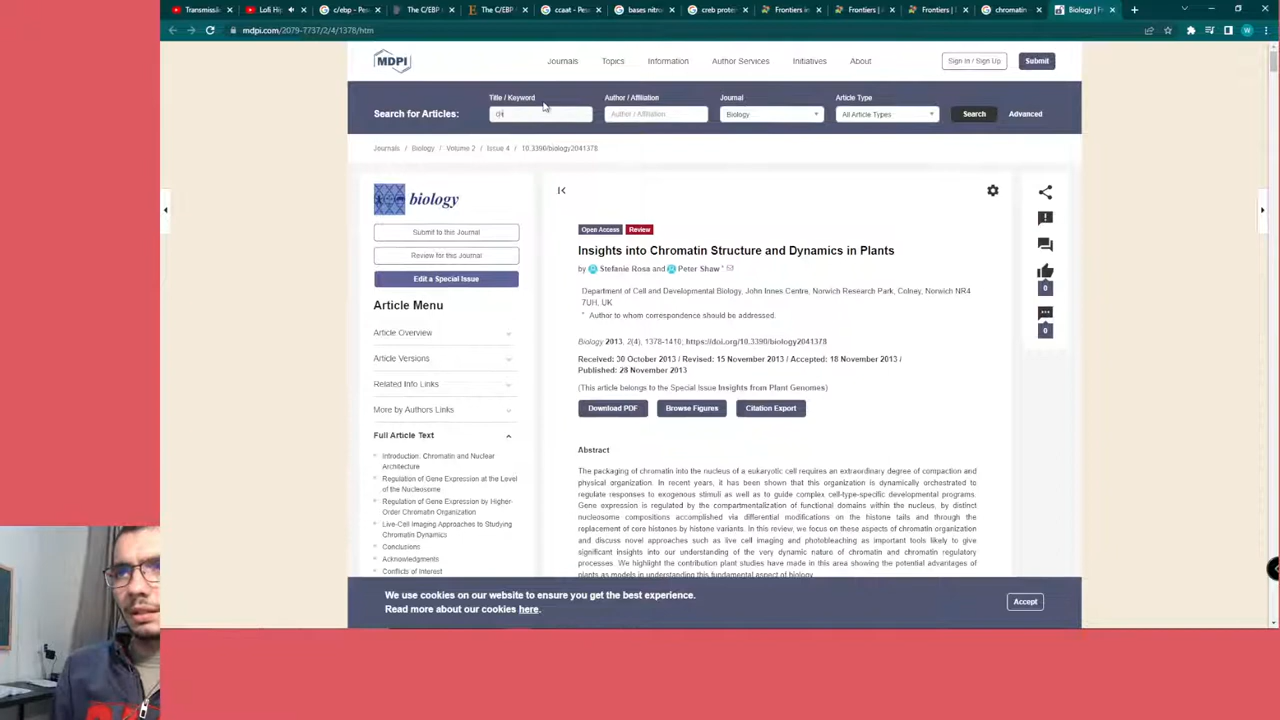 Transmissi
Lofi Hi
c/ebp - Pes
The C/EBP
The C/EBP
ccaat - Pes
bases nitro
creb protei
Frontiers in
Frontiers |
Frontiers |
chromatin
Biology | F
mdpi.com/2079-7737/2/4/1378/htm
MDPI
Journals Topics Information Author Services Initiatives About
Sign In / Sign Up Submit
Title / Keyword Author / Affiliation Journal Article Type
Search for Articles: Author / Affiliation Biology All Article Types Search Advanced
Journals / Biology / Volume 2 / Issue 4 / 10.3390/biology2041378
biology
Submit to this Journal
Review for this Journal
Edit a Special Issue
Article Menu
Article Overview
Article Versions
Related Info Links
More by Authors Links
Full Article Text
Introduction: Chromatin and Nuclear
Architecture
Regulation of Gene Expression at the Level
of the Nucleosome
Regulation of Gene Expression by Higher-
Order Chromatin Organization
Live-Cell Imaging Approaches to Studying
Chromatin Dynamics
Conclusions
Acknowledgments
Conflicts of Interest
Open Access Review
Insights into Chromatin Structure and Dynamics in Plants
by Stefanie Rosa and Peter Shaw *
Department of Cell and Developmental Biology, John Innes Centre, Norwich Research Park, Colney, Norwich NR4
7UH, UK
* Author to whom correspondence should be addressed.
Biology 2013, 2(4), 1378-1410; https://doi.org/10.3390/biology2041378
Received: 30 October 2013 / Revised: 15 November 2013 / Accepted: 18 November 2013 /
Published: 28 November 2013
(This article belongs to the Special Issue Insights from Plant Genomes)
Download PDF Browse Figures Citation Export
Abstract
The packaging of chromatin into the nucleus of a eukaryotic cell requires an extraordinary degree of compaction and
physical organization. In recent years, it has been shown that this organization is dynamically orchestrated to
regulate responses to exogenous stimuli as well as to guide complex cell-type-specific developmental programs.
Gene expression is regulated by the compartmentalization of functional domains within the nucleus, by distinct
nucleosome compositions accomplished via differential modifications on the histone tails and through the
replacement of core histones by histone variants. In this review, we focus on these aspects of chromatin organization
and discuss novel approaches such as live cell imaging and photobleaching as important tools likely to give
significant insights into our understanding of the very dynamic nature of chromatin and chromatin regulatory
processes. We highlight the contribution plant studies have made in this area showing the potential advantages of
plants as models in understanding this fundamental aspect of biology.
0
0
We use cookies on our website to ensure you get the best experience.
Read more about our cookies here.
Accept